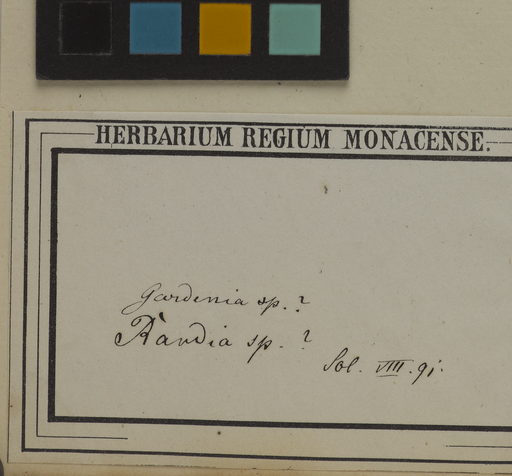 HERBARIUM REGIUM MONACENSE.
Gardenia sp. ?
Randia sp. ?
Sol. VIII. 91.